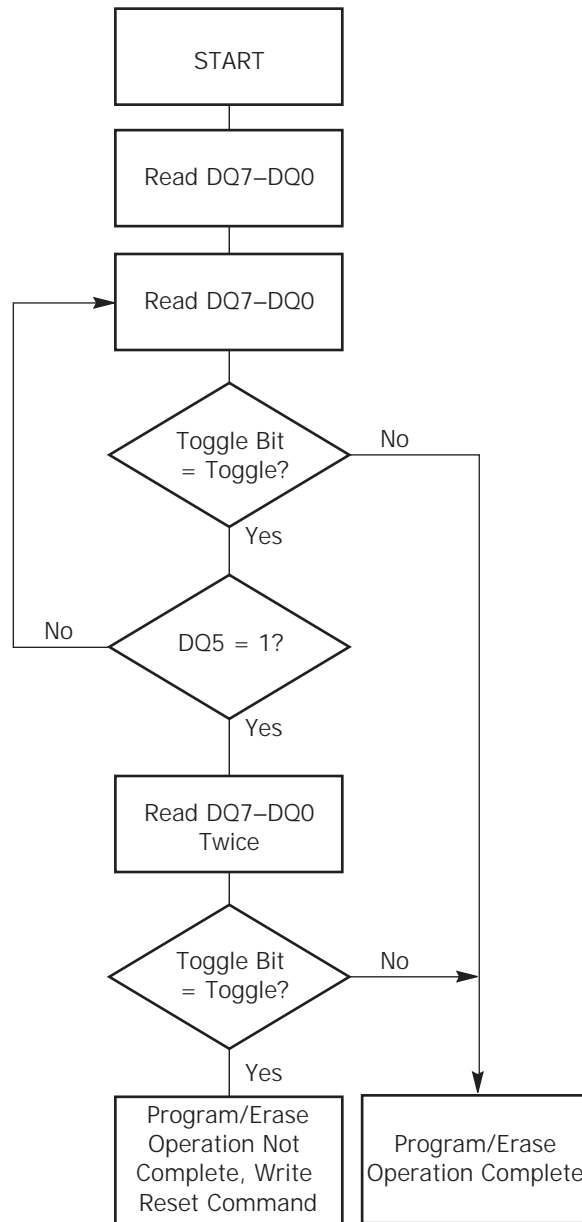 START
Read DQ7–DQ0
Read DQ7–DQ0
Toggle Bit
= Toggle?
No
Yes
No
DQ5 = 1?
Yes
Read DQ7–DQ0
Twice
Toggle Bit
= Toggle?
No
Yes
Program/Erase
Operation Not
Complete, Write
Reset Command
Program/Erase
Operation Complete